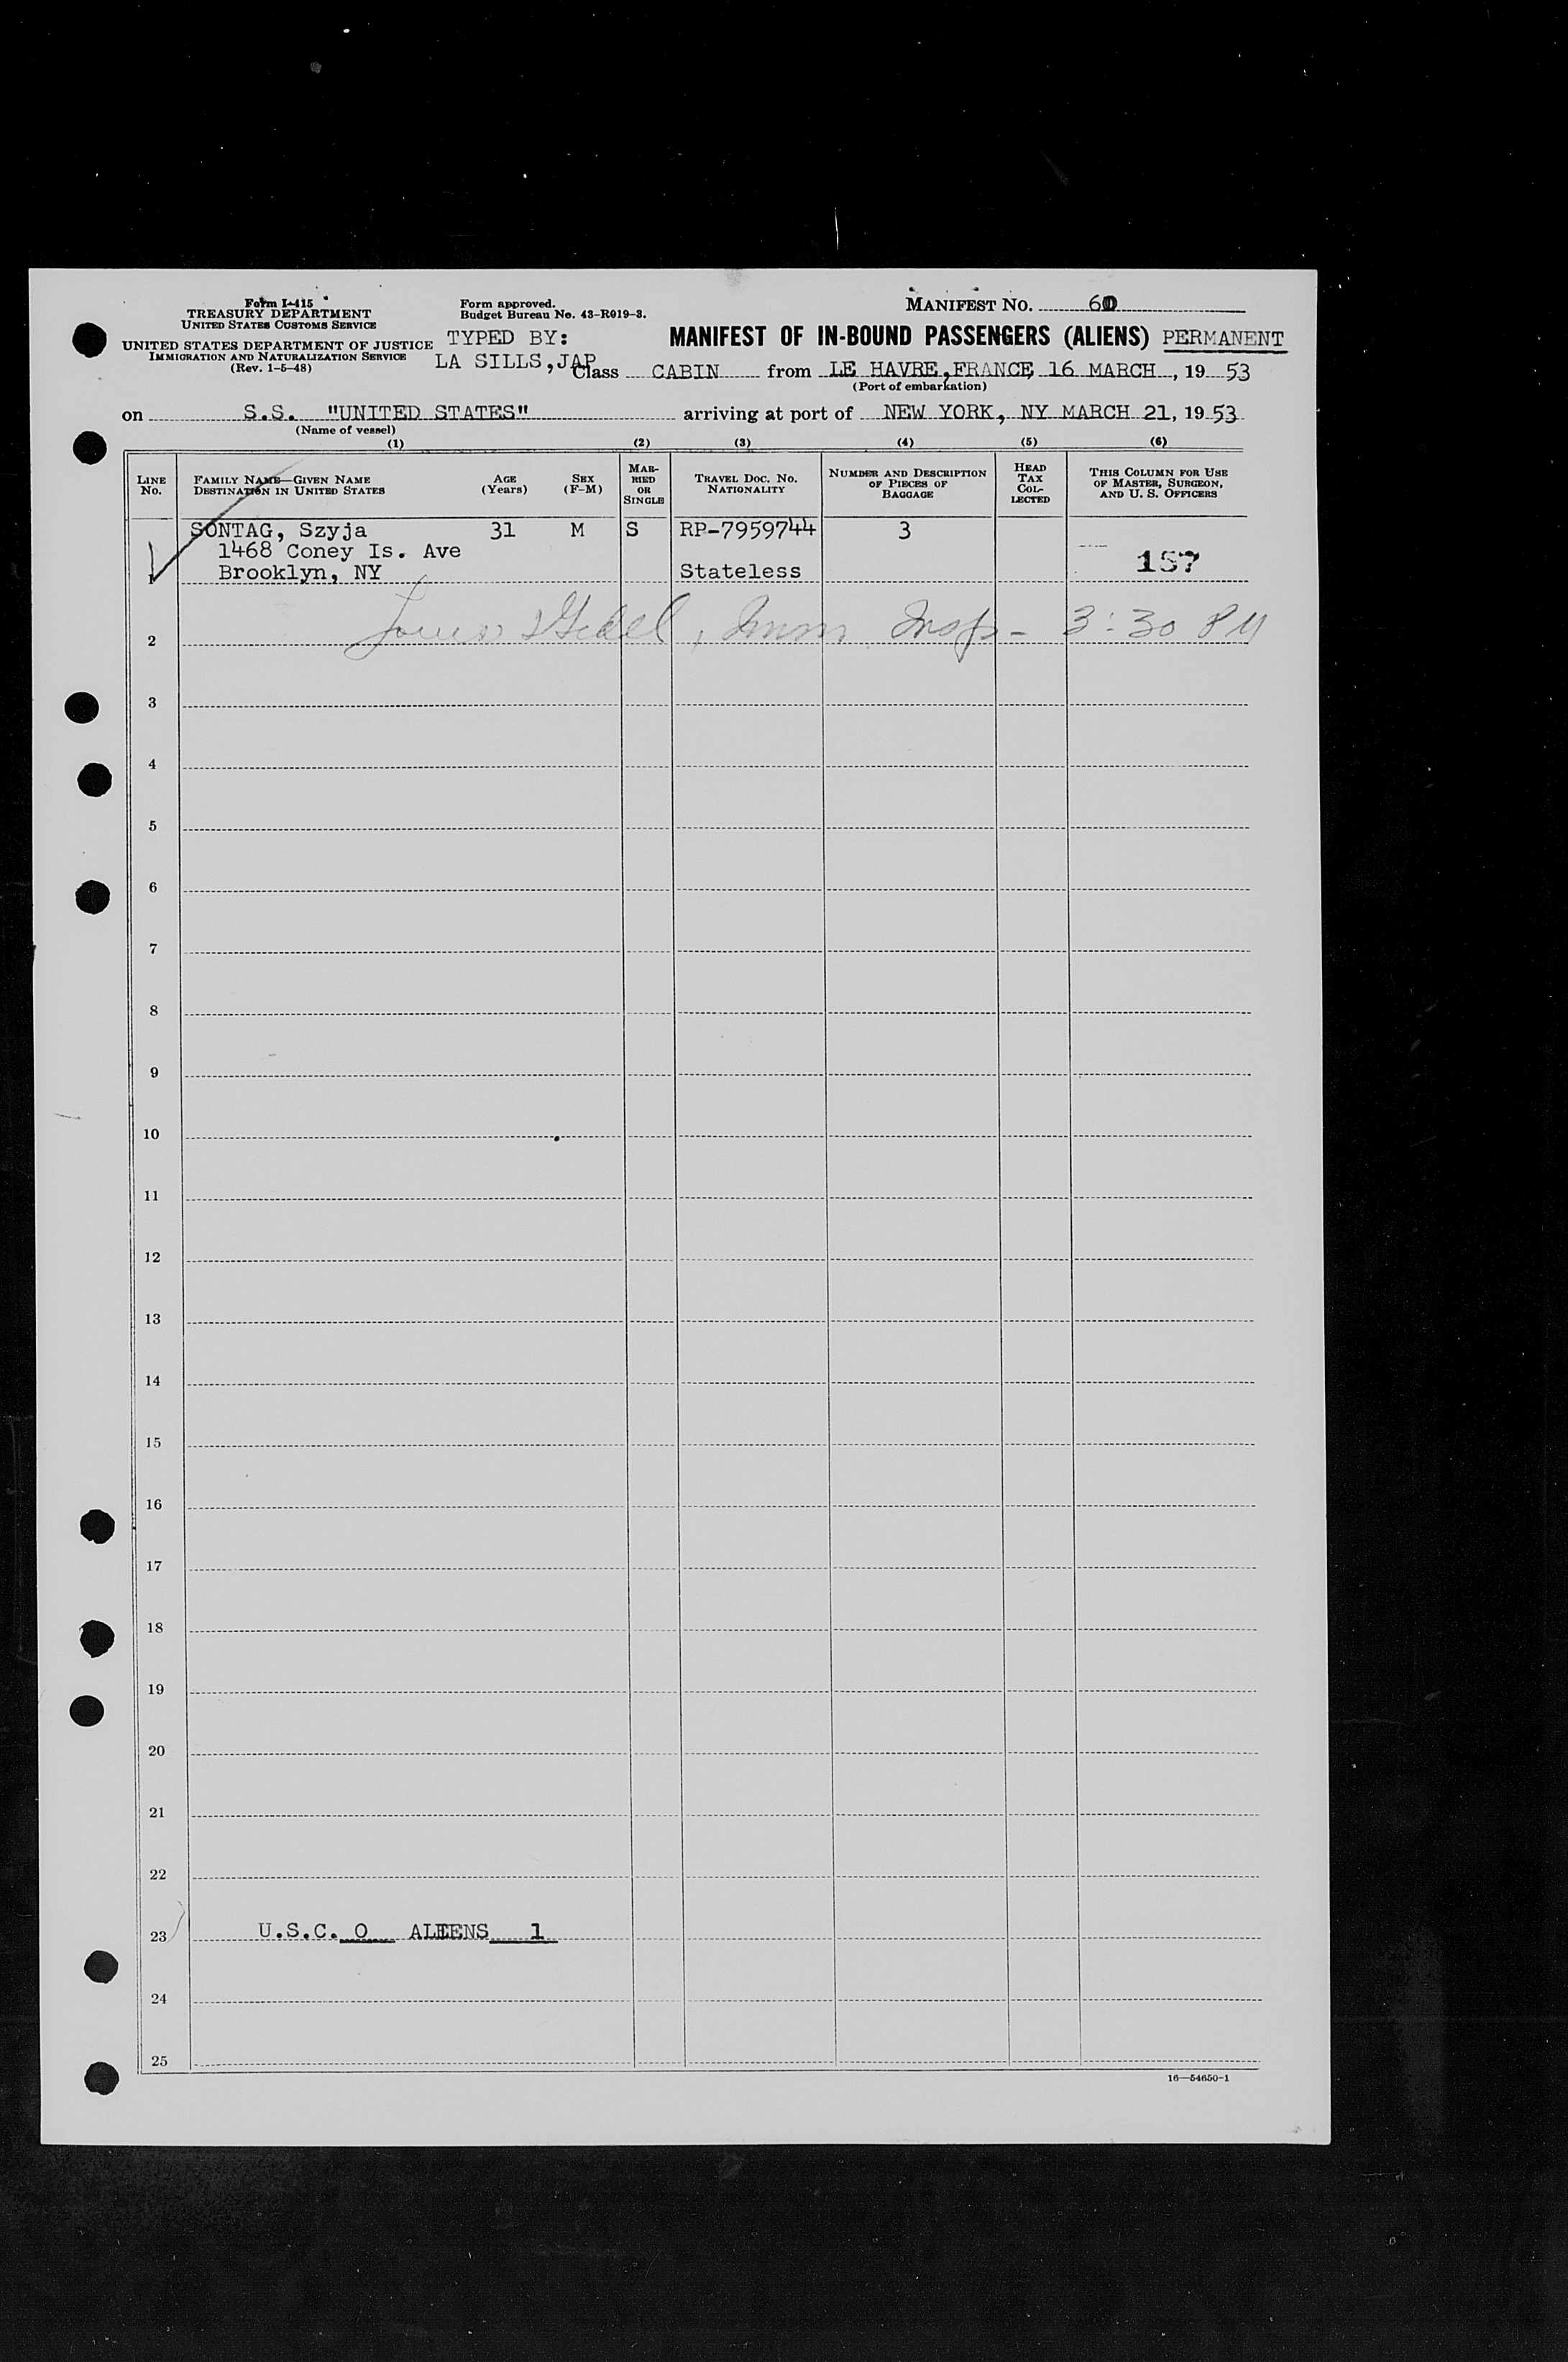 Form I-415
TREASURY DEPARTMENT
UNITED STATES CUSTOMS SERVICE
UNITED STATES DEPARTMENT OF JUSTICE
IMMIGRATION AND NATURALIZATION SERVICE
(Rev. 1-5-48)
Form approved.
Budget Bureau No. 43-R019-3.
TYPED BY:
LA SILLS,JAP
MANIFEST NO. 60
MANIFEST OF IN-BOUND PASSENGERS (ALIENS) PERMANENT
Class CABIN from LE HAVRE,FRANCE, 16 MARCH, 1953
(Port of embarkation)
on S.S. "UNITED STATES" arriving at port of NEW YORK, NY MARCH 21, 1953
(Name of vessel)
(1) (2) (3) (4) (5) (6)
LINE No. FAMILY NAME—GIVEN NAME DESTINATION IN UNITED STATES AGE (Years) SEX (F-M) MARRIED OR SINGLE TRAVEL DOC. NO. NATIONALITY NUMBER AND DESCRIPTION OF PIECES OF BAGGAGE HEAD TAX COLLECTED THIS COLUMN FOR USE OF MASTER, SURGEON, AND U. S. OFFICERS
SONTAG, Szyja 31 M S RP-7959744 3
1468 Coney Is. Ave
1 Brooklyn, NY Stateless 157
2 Imm Insp - 3:30 PM
3
4
5
6
7
8
9
10
11
12
13
14
15
16
17
18
19
20
21
22
23 U.S.C. 0 ALIENS 1
24
25
16—54650-1